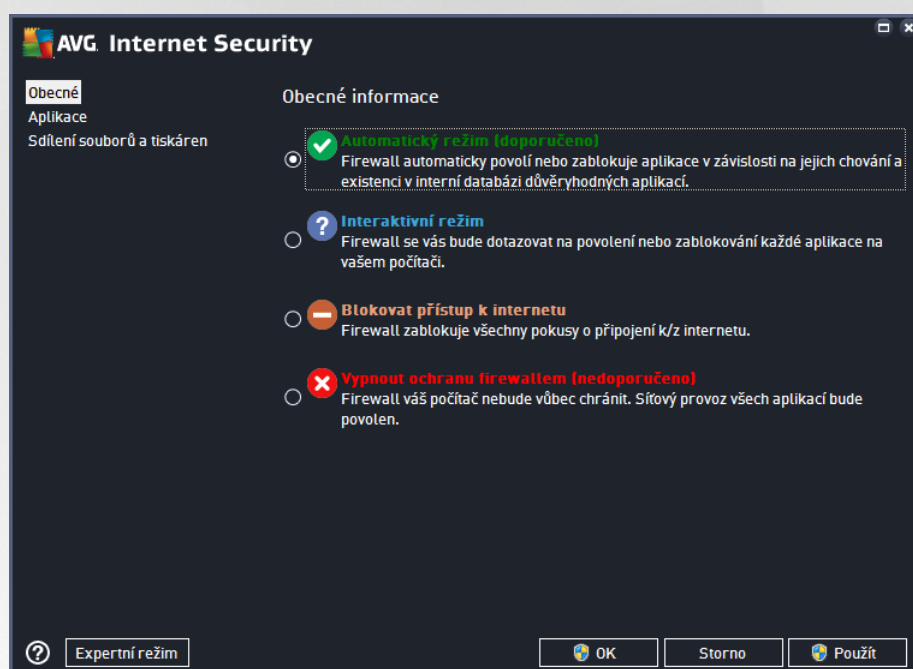 AVG. Internet Security
Obecné
Aplikace
Sdílení souborů a tiskáren
Obecné informace
Automatický režim (doporučeno)
Firewall automaticky povolí nebo zablokuje aplikace v závislosti na jejich chování a
existenci v interní databázi důvěryhodných aplikací.
Interaktivní režim
Firewall se vás bude dotazovat na povolení nebo zablokování každé aplikace na
vašem počítači.
Blokovat přístup k internetu
Firewall zablokuje všechny pokusy o připojení k/z internetu.
Vypnout ochranu firewallem (nedoporučeno)
Firewall váš počítač nebude vůbec chránit. Síťový provoz všech aplikací bude
povolen.
Expertní režim
OK
Storno
Použít